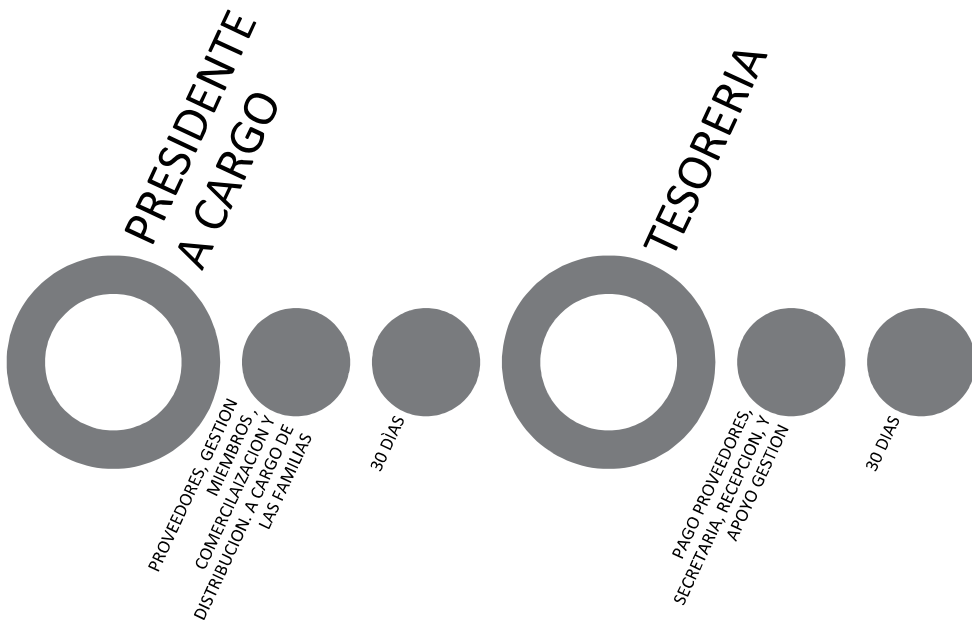 PRESIDENTE
A CARGO
PROVEEDORES, GESTION
MIEMBROS ,
COMERCILAIZACION Y
DISTRIBUCION. A CARGO DE
LAS FAMILIAS
30 DÌAS
TESORERIA
PAGO PROVEEDORES,
SECRETARIA, RECEPCION, Y
APOYO GESTION
30 DIAS